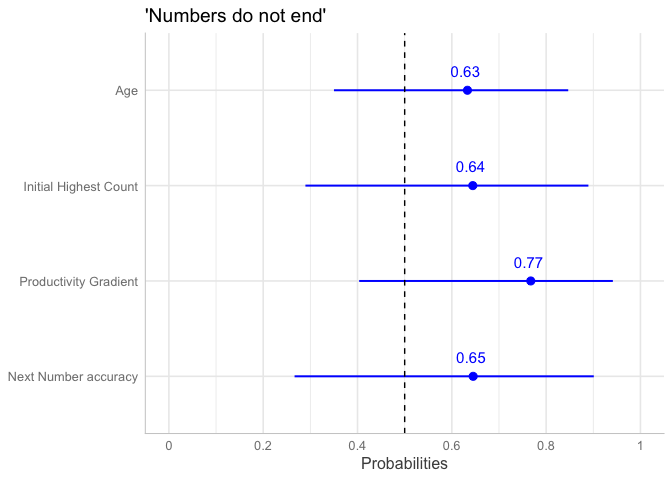 'Numbers do not end'
Age
0.63
Initial Highest Count
0.64
Productivity Gradient
0.77
Next Number accuracy
0.65
0 0.2 0.4 0.6 0.8 1
Probabilities